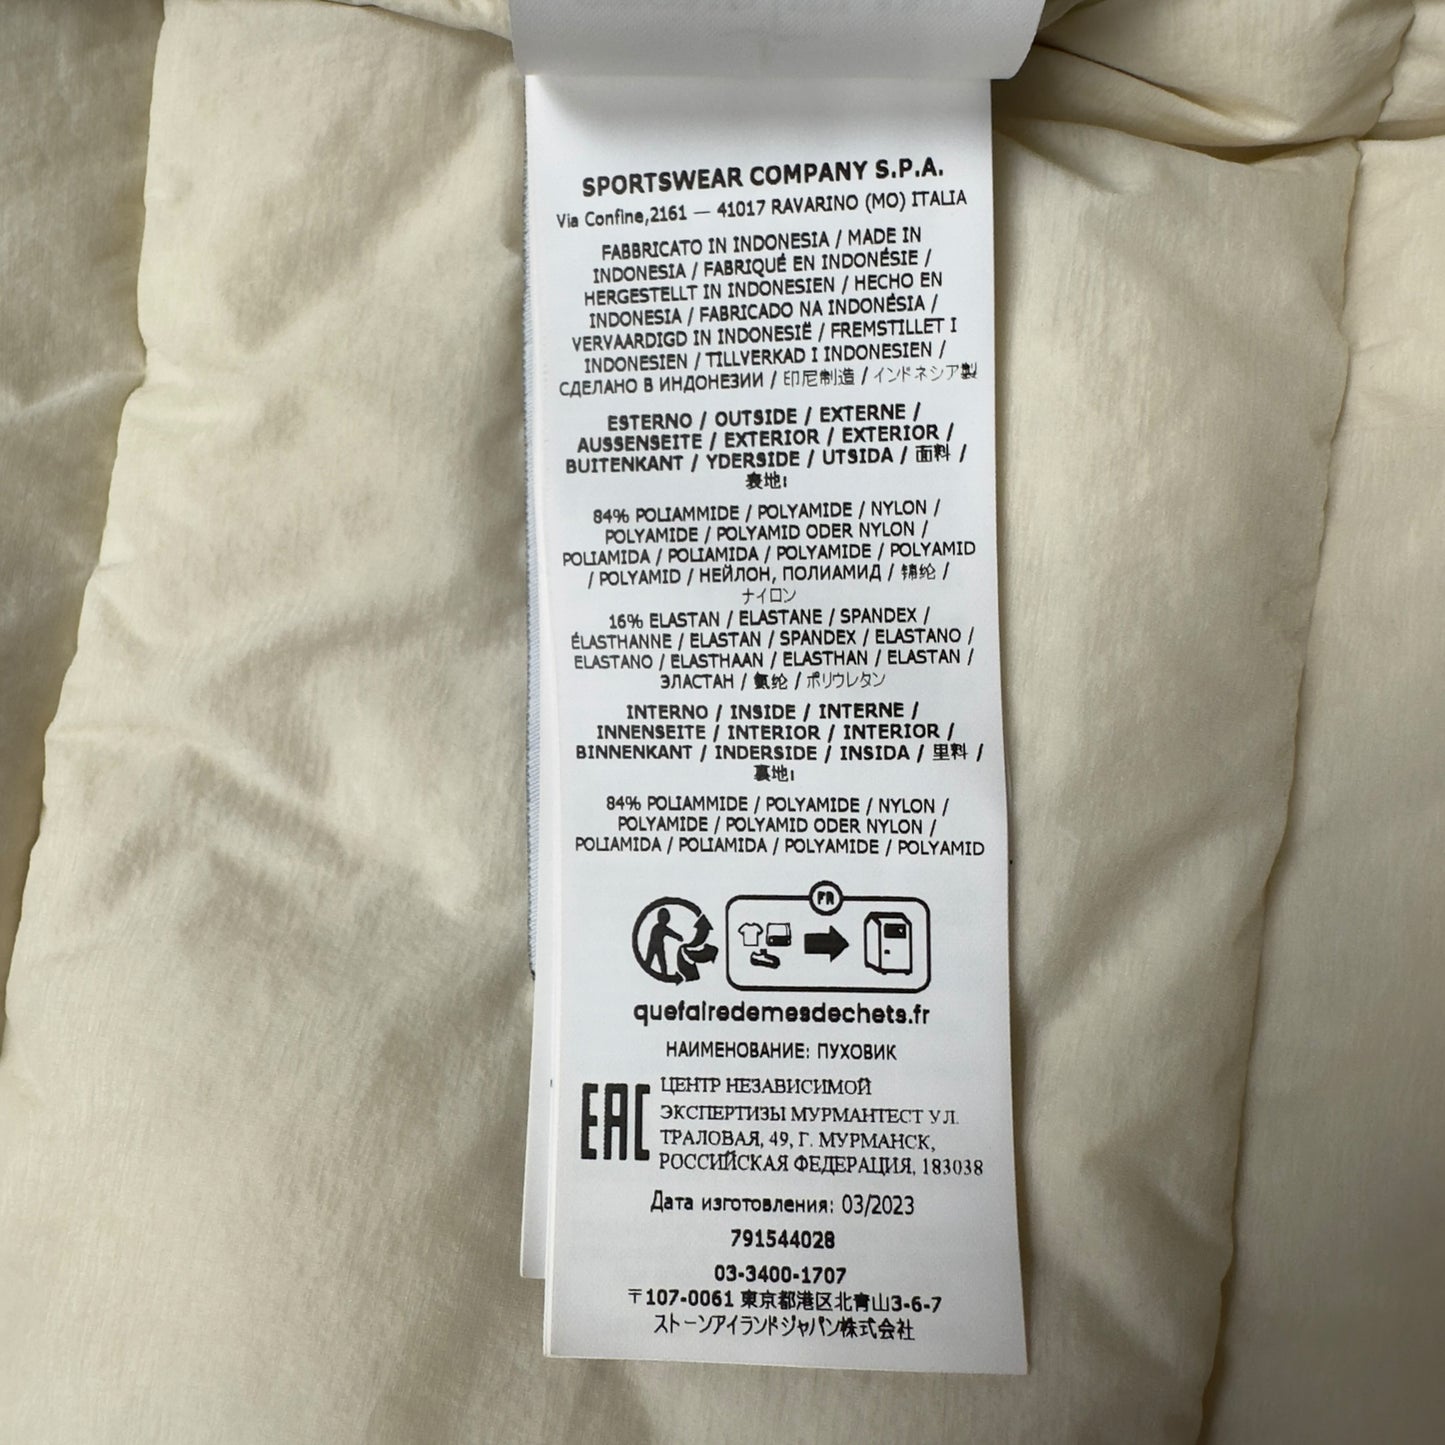 SPORTSWEAR COMPANY S.P.A.
Via Confine,2161 — 41017 RAVARINO (MO) ITALIA
FABBRICATO IN INDONESIA / MADE IN
INDONESIA / FABRIQUÉ EN INDONÉSIE /
HERGESTELLT IN INDONESIEN / HECHO EN
INDONESIA / FABRICADO NA INDONÉSIA /
VERVAARDIGD IN INDONESIË / FREMSTILLET I
INDONESIEN / TILLVERKAD I INDONESIEN /
СДЕЛАНО В ИНДОНЕЗИИ / 印尼制造 / インドネシア製
ESTERNO / OUTSIDE / EXTERNE /
AUSSENSEITE / EXTERIOR / EXTERIOR /
BUITENKANT / YDERSIDE / UTSIDA / 面料 /
表地:
84% POLIAMMIDE / POLYAMIDE / NYLON /
POLYAMIDE / POLYAMID ODER NYLON /
POLIAMIDA / POLIAMIDA / POLYAMIDE / POLYAMID
/ POLYAMID / НЕЙЛОН, ПОЛИАМИД / 锦纶 /
ナイロン
16% ELASTAN / ELASTANE / SPANDEX /
ÉLASTHANNE / ELASTAN / SPANDEX / ELASTANO /
ELASTANO / ELASTHAAN / ELASTHAN / ELASTAN /
ЭЛАСТАН / 氨纶 / ポリウレタン
INTERNO / INSIDE / INTERNE /
INNENSEITE / INTERIOR / INTERIOR /
BINNENKANT / INDERSIDE / INSIDA / 里料 /
裏地:
84% POLIAMMIDE / POLYAMIDE / NYLON /
POLYAMIDE / POLYAMID ODER NYLON /
POLIAMIDA / POLIAMIDA / POLYAMIDE / POLYAMID
FR
quefairedemesdechets.fr
НАИМЕНОВАНИЕ: ПУХОВИК
EAC ЦЕНТР НЕЗАВИСИМОЙ
ЭКСПЕРТИЗЫ МУРМАНТЕСТ УЛ.
ТРАЛОВАЯ, 49, Г. МУРМАНСК,
РОССИЙСКАЯ ФЕДЕРАЦИЯ, 183038
Дата изготовления: 03/2023
791544028
03-3400-1707
〒107-0061 東京都港区北青山3-6-7
ストーンアイランドジャパン株式会社